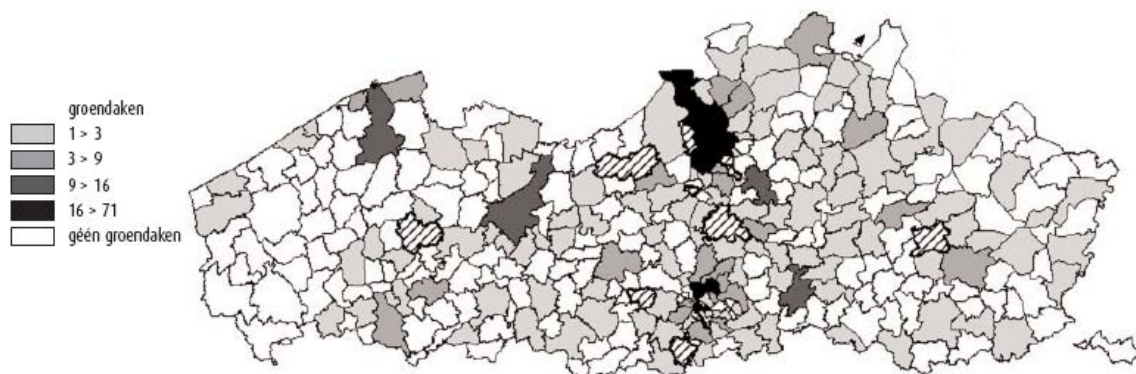 groendaken
1 > 3
3 > 9
9 > 16
16 > 71
géén groendaken